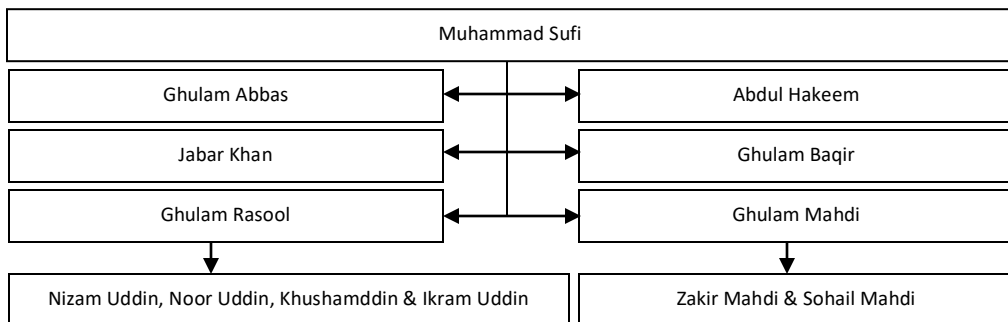 Muhammad Sufi
Ghulam Abbas
Abdul Hakeem
Jabar Khan
Ghulam Baqir
Ghulam Rasool
Ghulam Mahdi
Nizam Uddin, Noor Uddin, Khushamddin & Ikram Uddin
Zakir Mahdi & Sohail Mahdi